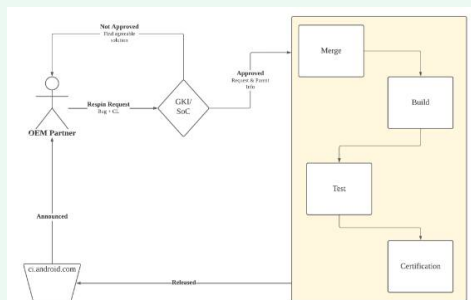 Not Approved
Find agreeable
solution
Merge
Approved
Request & Parent
Info
Build
Respin Request
Bug + CL
GKI/
SoC
OEM Partner
Test
Announced
Certification
ci.android.com
Released